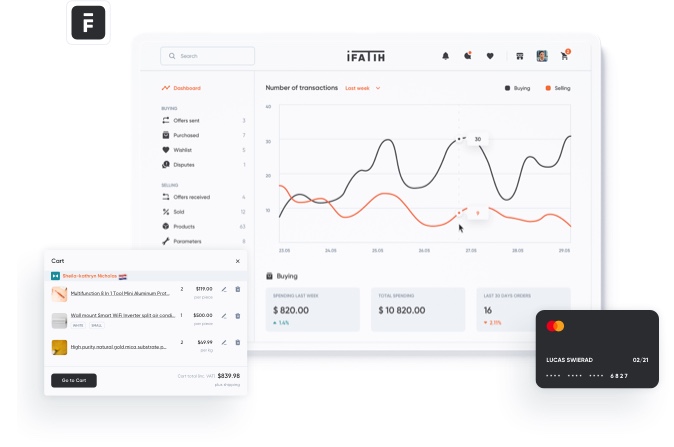 F
Search
iFATIH
2
Dashboard
BUYING
Offers sent 3
Purchased 7
Wishlist 5
Disputes 1
SELLING
Offers received 4
Sold 12
Products 63
Parameters 8
Number of transactions Last week
Buying Selling
40
30
20
10
30
9
23.05 24.05 25.05 26.05 27.05 28.05 29.05
Buying
SPENDING LAST WEEK
$ 820.00
1.4%
TOTAL SPENDING
$ 10 820.00
LAST 30 DAYS ORDERS
16
2.11%
Cart
Sheila-kathryn Nicholas
Multifunction 6 In 1 Tool Mini Aluminum Prot... 2 $119.00
per piece
Wall mount Smart WiFi inverter split air condi... 1 $500.00
WHITE SMALL per piece
High purity natural gold mica substrate p... 2 $49.99
per kg
Go to Cart
Cart total (inc. VAT) $839.98
plus shipping
LUCAS SWIERAD 02/21
•••• •••• •••• 6827